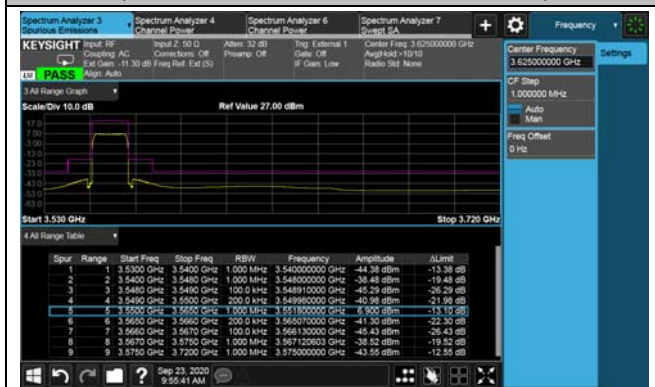 Spectrum Analyzer 3
Spurious Emissions
Spectrum Analyzer 4
Channel Power
Spectrum Analyzer 6
Channel Power
Spectrum Analyzer 7
Swept SA
+
Frequency
KEYSIGHT Input: RF
Coupling: AC
Ext Gain: -11.30 dB
Align: Auto
Input Z: 50 Ω
Corrections: Off
Freq Ref: Ext (S)
Atten: 32 dB
Preamp: Off
Trig: External 1
Gate: Off
IF Gain: Low
Center Freq: 3.625000000 GHz
Avg|Hold:>10/10
Radio Std: None
LXI PASS
Center Frequency
3.625000000 GHz
Settings
CF Step
1.000000 MHz
Auto
Man
Freq Offset
0 Hz
3 All Range Graph
Scale/Div 10.0 dB
Ref Value 27.00 dBm
17.0
7.00
-3.00
-13.0
-23.0
-33.0
-43.0
-53.0
-63.0
Start 3.530 GHz
Stop 3.720 GHz
4 All Range Table
Spur Range Start Freq Stop Freq RBW Frequency Amplitude ΔLimit
1 1 3.5300 GHz 3.5400 GHz 1.000 MHz 3.540000000 GHz -44.38 dBm -13.38 dB
2 2 3.5400 GHz 3.5480 GHz 1.000 MHz 3.548000000 GHz -38.48 dBm -19.48 dB
3 3 3.5480 GHz 3.5490 GHz 100.0 kHz 3.548910000 GHz -45.29 dBm -26.29 dB
4 4 3.5490 GHz 3.5500 GHz 200.0 kHz 3.549980000 GHz -40.98 dBm -21.98 dB
5 5 3.5500 GHz 3.5650 GHz 1.000 MHz 3.551800000 GHz 6.900 dBm -13.10 dB
6 6 3.5650 GHz 3.5660 GHz 200.0 kHz 3.565070000 GHz -41.30 dBm -22.30 dB
7 7 3.5660 GHz 3.5670 GHz 100.0 kHz 3.566130000 GHz -45.43 dBm -26.43 dB
8 8 3.5670 GHz 3.5750 GHz 1.000 MHz 3.567120603 GHz -38.52 dBm -19.52 dB
9 9 3.5750 GHz 3.7200 GHz 1.000 MHz 3.575000000 GHz -43.55 dBm -12.55 dB
?
Sep 23, 2020
9:55:41 AM